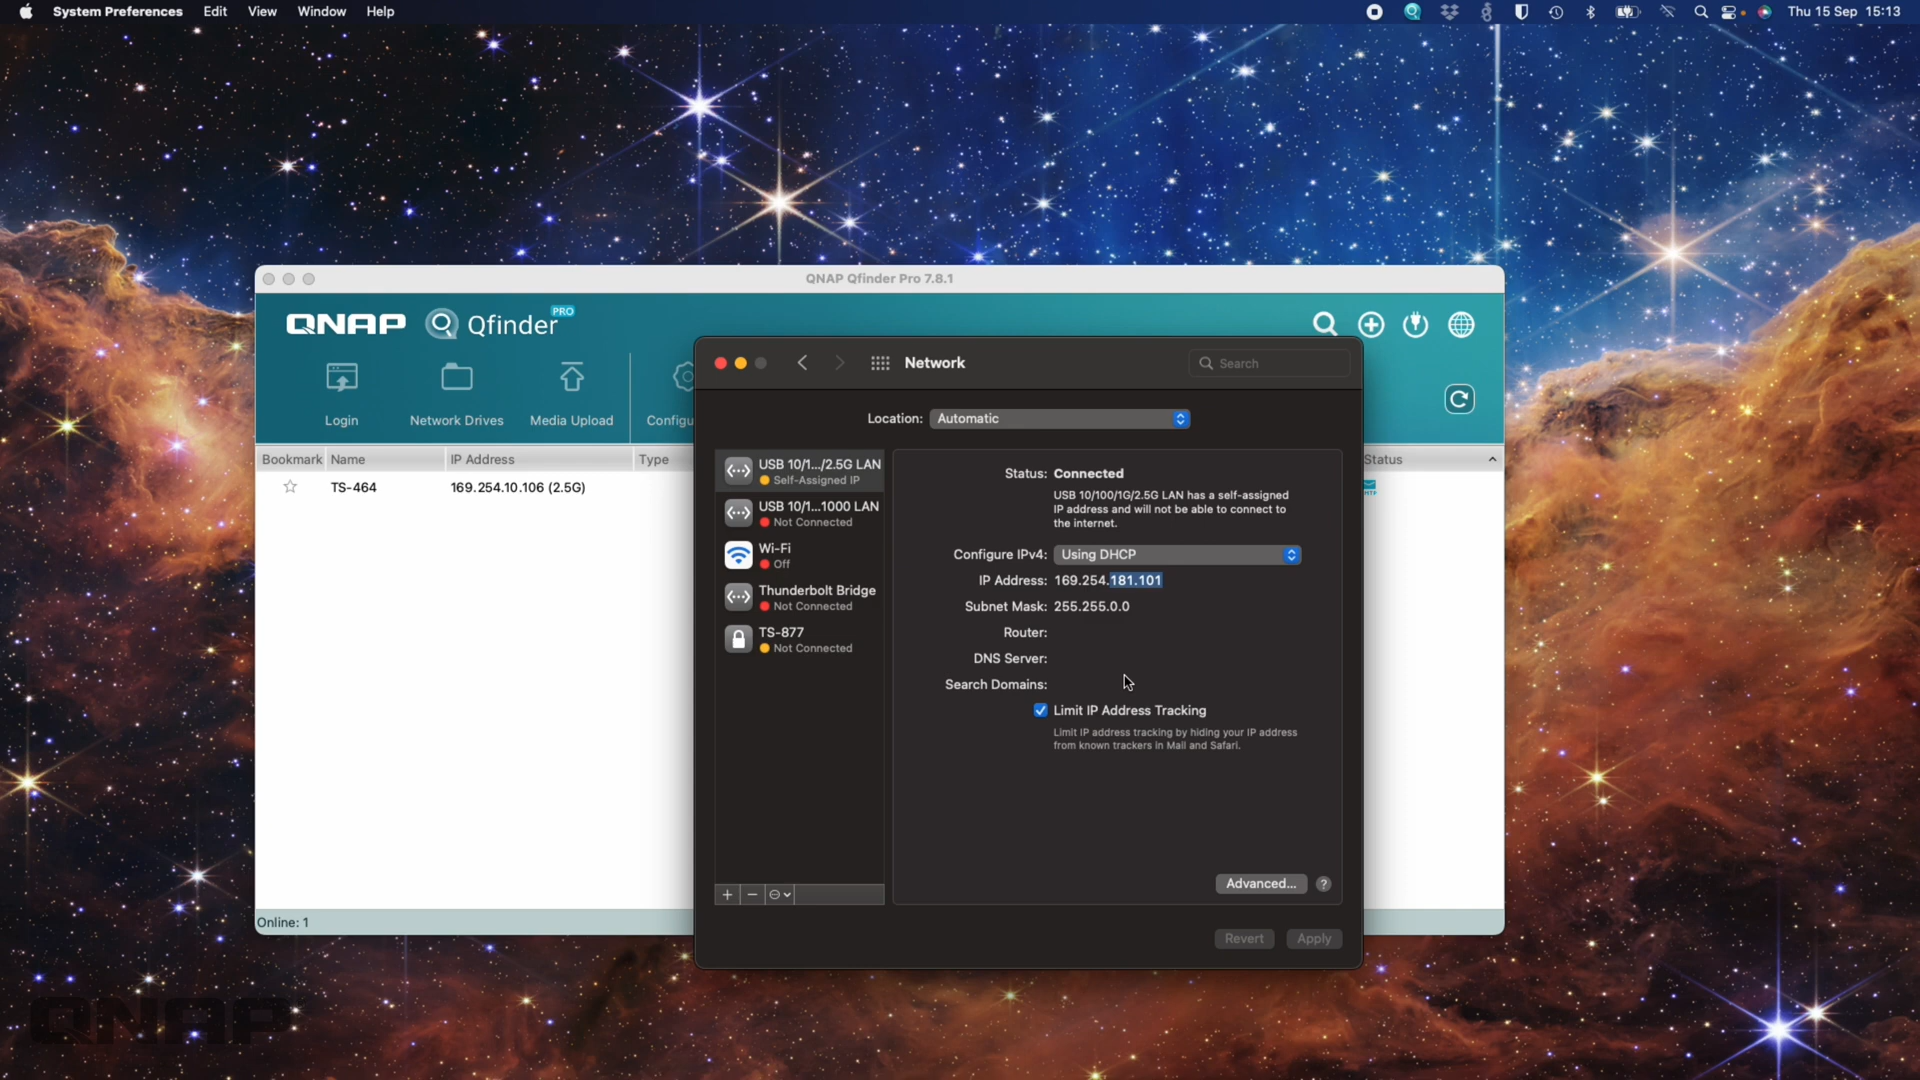 System Preferences Edit View Window Help
Thu 15 Sep 15:13
QNAP Qfinder Pro 7.8.1
QNAP Qfinder PRO
Login Network Drives Media Upload Configu
Bookmark Name IP Address Type Status
TS-464 169.254.10.106 (2.5G)
Online: 1
Network
Search
Location: Automatic
USB 10/1.../2.5G LAN
Self-Assigned IP
USB 10/1...1000 LAN
Not Connected
Wi-Fi
Off
Thunderbolt Bridge
Not Connected
TS-877
Not Connected
Status: Connected
USB 10/100/1G/2.5G LAN has a self-assigned
IP address and will not be able to connect to
the internet.
Configure IPv4: Using DHCP
IP Address: 169.254.181.101
Subnet Mask: 255.255.0.0
Router:
DNS Server:
Search Domains:
Limit IP Address Tracking
Limit IP address tracking by hiding your IP address
from known trackers in Mail and Safari.
Advanced... ?
Revert Apply
QNAP